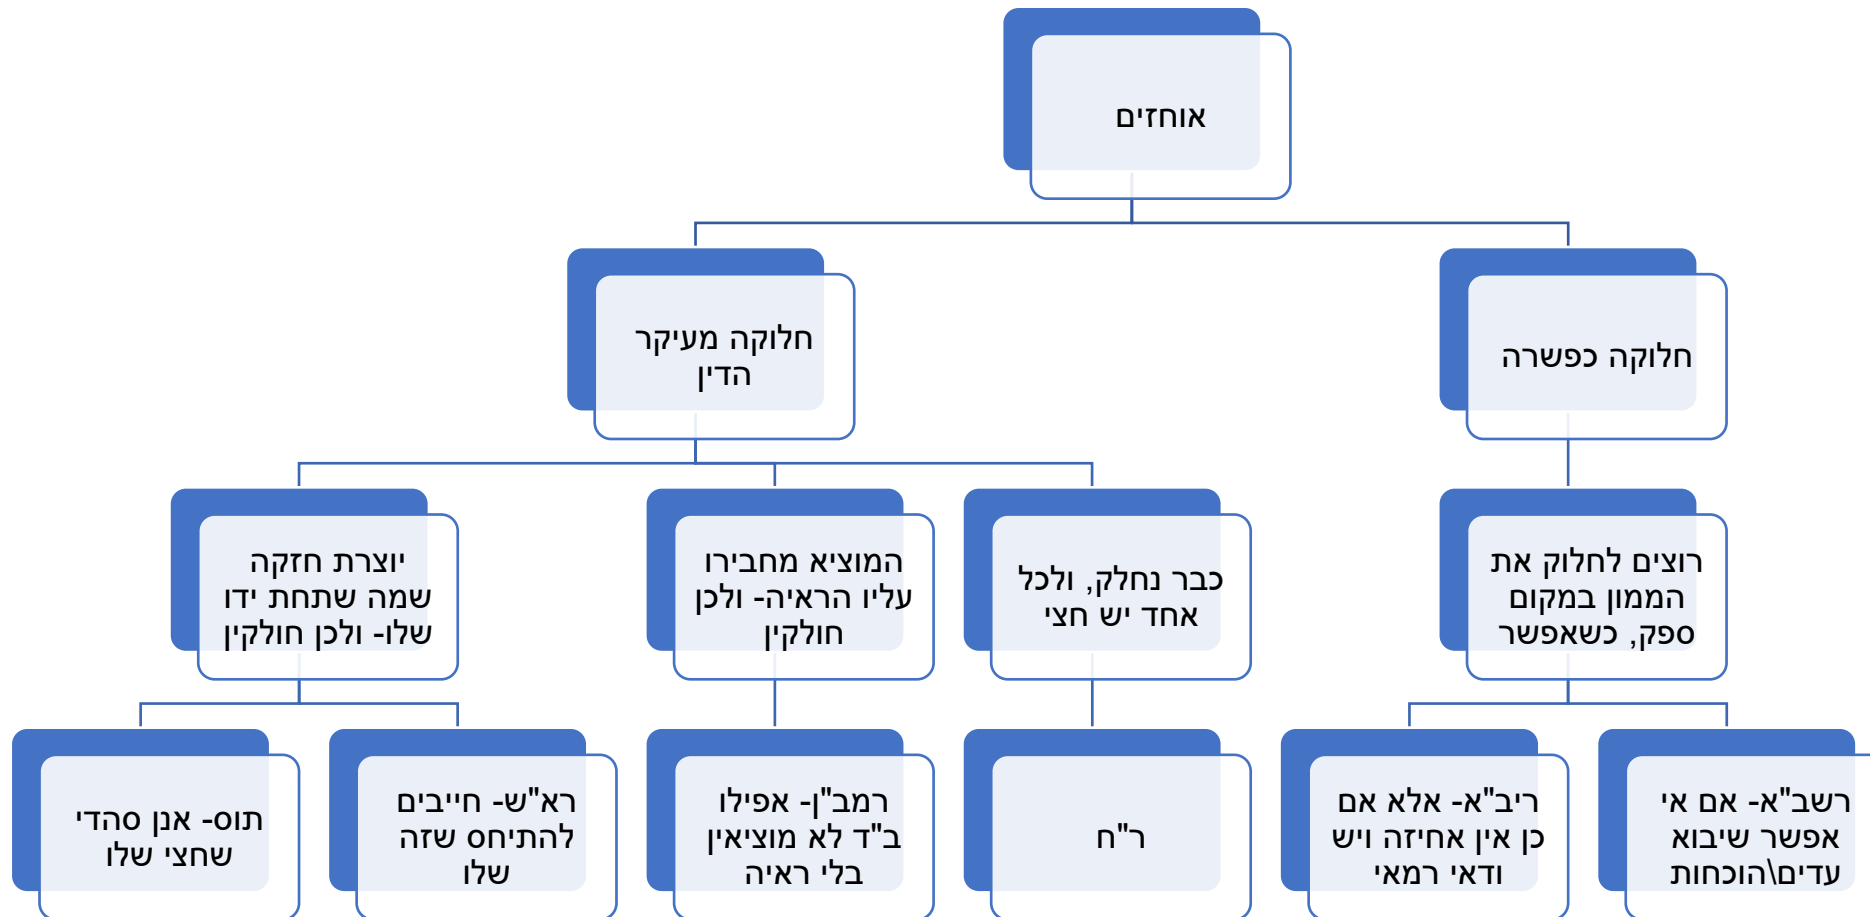 אוחזים
חלוקה כפשרה
חלוקה מעיקר
הדין
רוצים לחלוק את
הממון במקום
ספק, כשאפשר
כבר נחלק, ולכל
אחד יש חצי
המוציא מחבירו
עליו הראיה- ולכן
חולקין
יוצרת חזקה
שמה שתחת ידו
שלו- ולכן חולקין
רשב"א- אם אי
אפשר שיבוא
עדים\הוכחות
ריב"א- אלא אם
כן אין אחיזה ויש
ודאי רמאי
ר"ח
רמב"ן- אפילו
ב"ד לא מוציאין
בלי ראיה
רא"ש- חייבים
להתיחס שזה
שלו
תוס- אנן סהדי
שחצי שלו